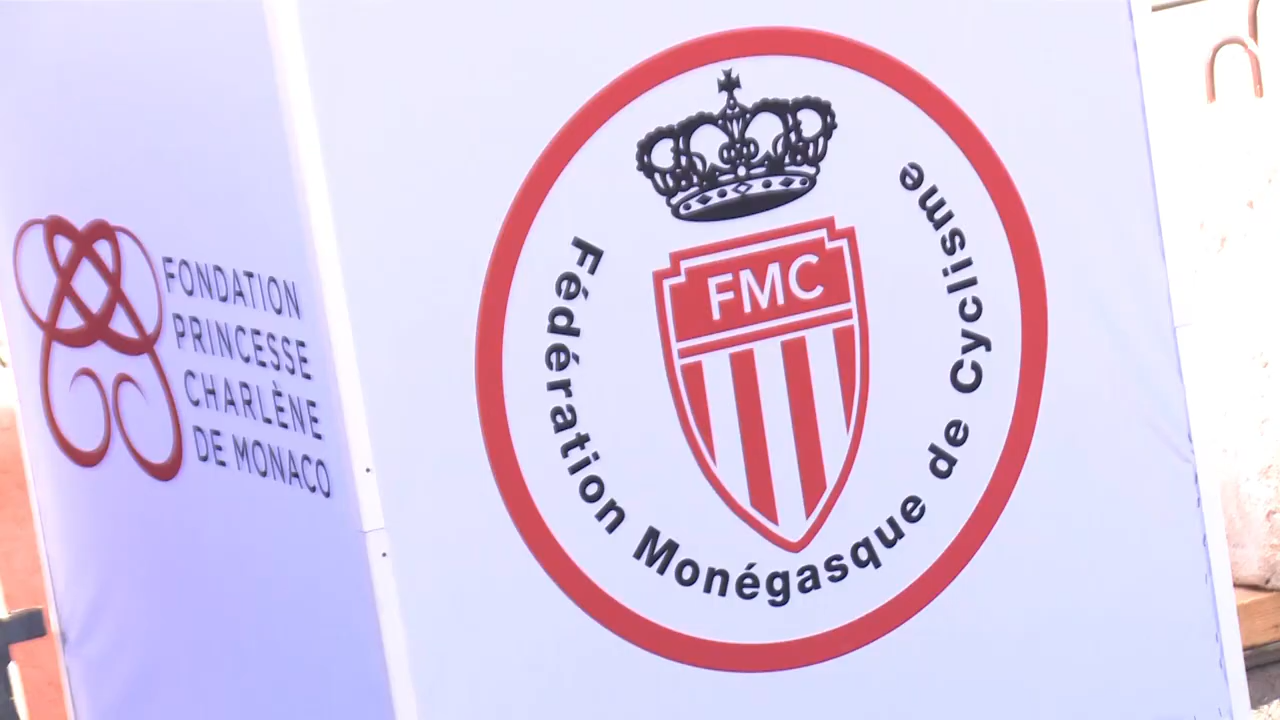 FONDATION
PRINCESSE
CHARLÈNE
DE MONACO
FMC
Fédération Monégasque de Cyclisme